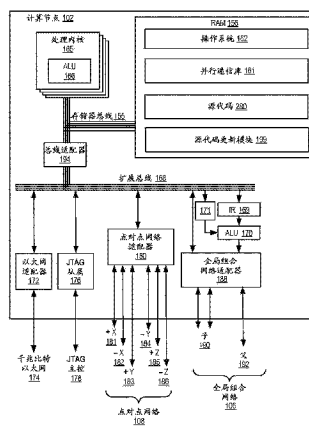 计算节点 102
处理内核
165
ALU
166
RAM 156
操作系统 162
并行通信库 161
源代码 280
源代码更新模块 199
存储器总线 155
总线适配器
194
扩展总线 168
以太网
适配器
172
JTAG
从属
176
点对点网络
适配器
180
171
IR 169
ALU 170
全局组合
网络适配器
188
千兆比特
以太网
174
JTAG
主控
178
+X
181
-X
182
+Y
183
-Y
184
+Z
185
-Z
186
点对点网络
108
子
190
父
192
全局组合
网络
106